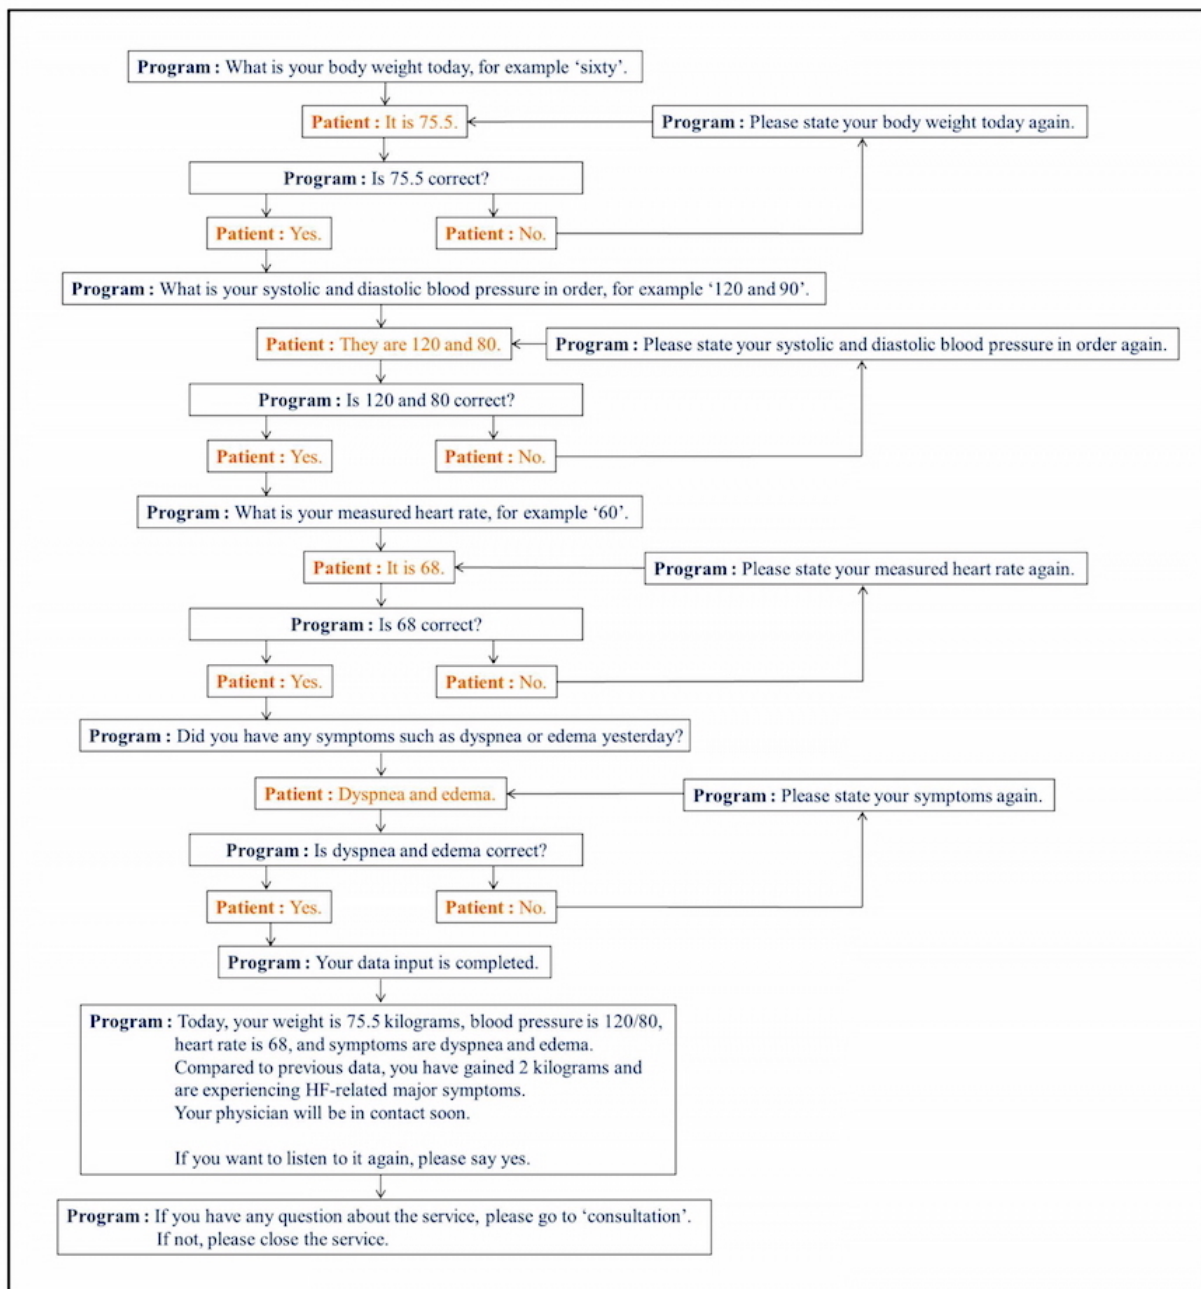 Program : What is your body weight today, for example ‘sixty’.
Patient : It is 75.5.
Program : Please state your body weight today again.
Program : Is 75.5 correct?
Patient : Yes.
Patient : No.
Program : What is your systolic and diastolic blood pressure in order, for example ‘120 and 90’.
Patient : They are 120 and 80.
Program : Please state your systolic and diastolic blood pressure in order again.
Program : Is 120 and 80 correct?
Patient : Yes.
Patient : No.
Program : What is your measured heart rate, for example ‘60’.
Patient : It is 68.
Program : Please state your measured heart rate again.
Program : Is 68 correct?
Patient : Yes.
Patient : No.
Program : Did you have any symptoms such as dyspnea or edema yesterday?
Patient : Dyspnea and edema.
Program : Please state your symptoms again.
Program : Is dyspnea and edema correct?
Patient : Yes.
Patient : No.
Program : Your data input is completed.
Program : Today, your weight is 75.5 kilograms, blood pressure is 120/80,
heart rate is 68, and symptoms are dyspnea and edema.
Compared to previous data, you have gained 2 kilograms and
are experiencing HF-related major symptoms.
Your physician will be in contact soon.
If you want to listen to it again, please say yes.
Program : If you have any question about the service, please go to ‘consultation’.
If not, please close the service.